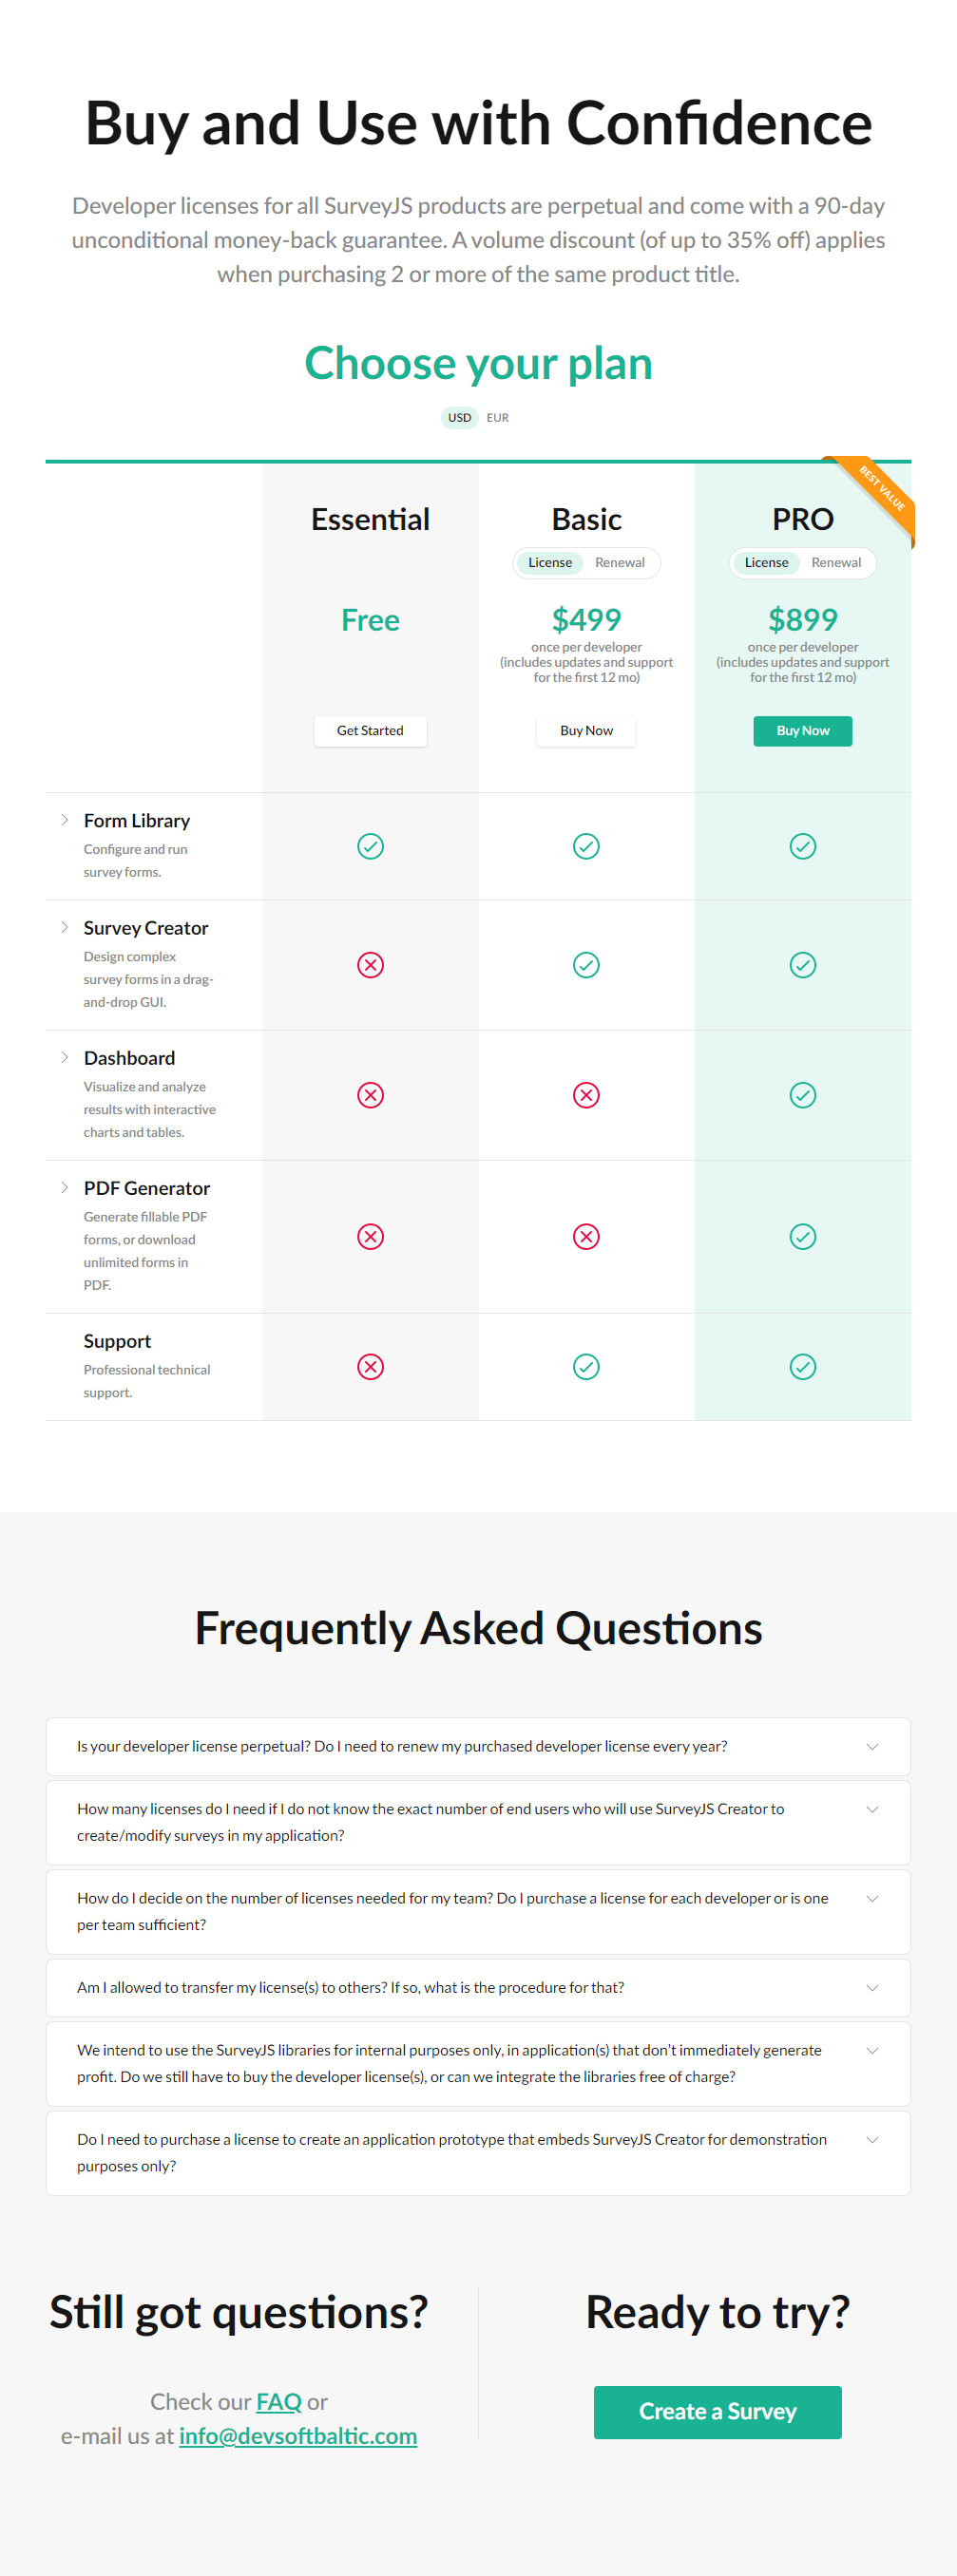 Buy and Use with Confidence
Developer licenses for all SurveyJS products are perpetual and come with a 90-day
unconditional money-back guarantee. A volume discount (of up to 35% off) applies
when purchasing 2 or more of the same product title.
Choose your plan
USD EUR
BEST VALUE
Essential
Basic
PRO
License Renewal
License Renewal
Free
$499
$899
once per developer
(includes updates and support
for the first 12 mo)
once per developer
(includes updates and support
for the first 12 mo)
Get Started
Buy Now
Buy Now
Form Library
Configure and run
survey forms.
Survey Creator
Design complex
survey forms in a drag-
and-drop GUI.
Dashboard
Visualize and analyze
results with interactive
charts and tables.
PDF Generator
Generate fillable PDF
forms, or download
unlimited forms in
PDF.
Support
Professional technical
support.
Frequently Asked Questions
Is your developer license perpetual? Do I need to renew my purchased developer license every year?
How many licenses do I need if I do not know the exact number of end users who will use SurveyJS Creator to
create/modify surveys in my application?
How do I decide on the number of licenses needed for my team? Do I purchase a license for each developer or is one
per team sufficient?
Am I allowed to transfer my license(s) to others? If so, what is the procedure for that?
We intend to use the SurveyJS libraries for internal purposes only, in application(s) that don't immediately generate
profit. Do we still have to buy the developer license(s), or can we integrate the libraries free of charge?
Do I need to purchase a license to create an application prototype that embeds SurveyJS Creator for demonstration
purposes only?
Still got questions?
Check our FAQ or
e-mail us at info@devsoftbaltic.com
Ready to try?
Create a Survey